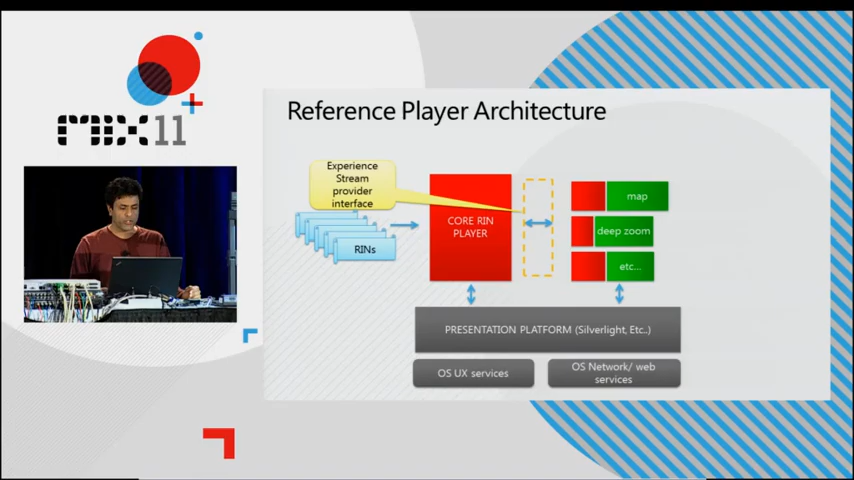 MIX11
Reference Player Architecture
Experience
Stream
provider
interface
RINs
CORE RIN
PLAYER
map
deep zoom
etc...
PRESENTATION PLATFORM (Silverlight, Etc..)
OS UX services
OS Network/ web
services